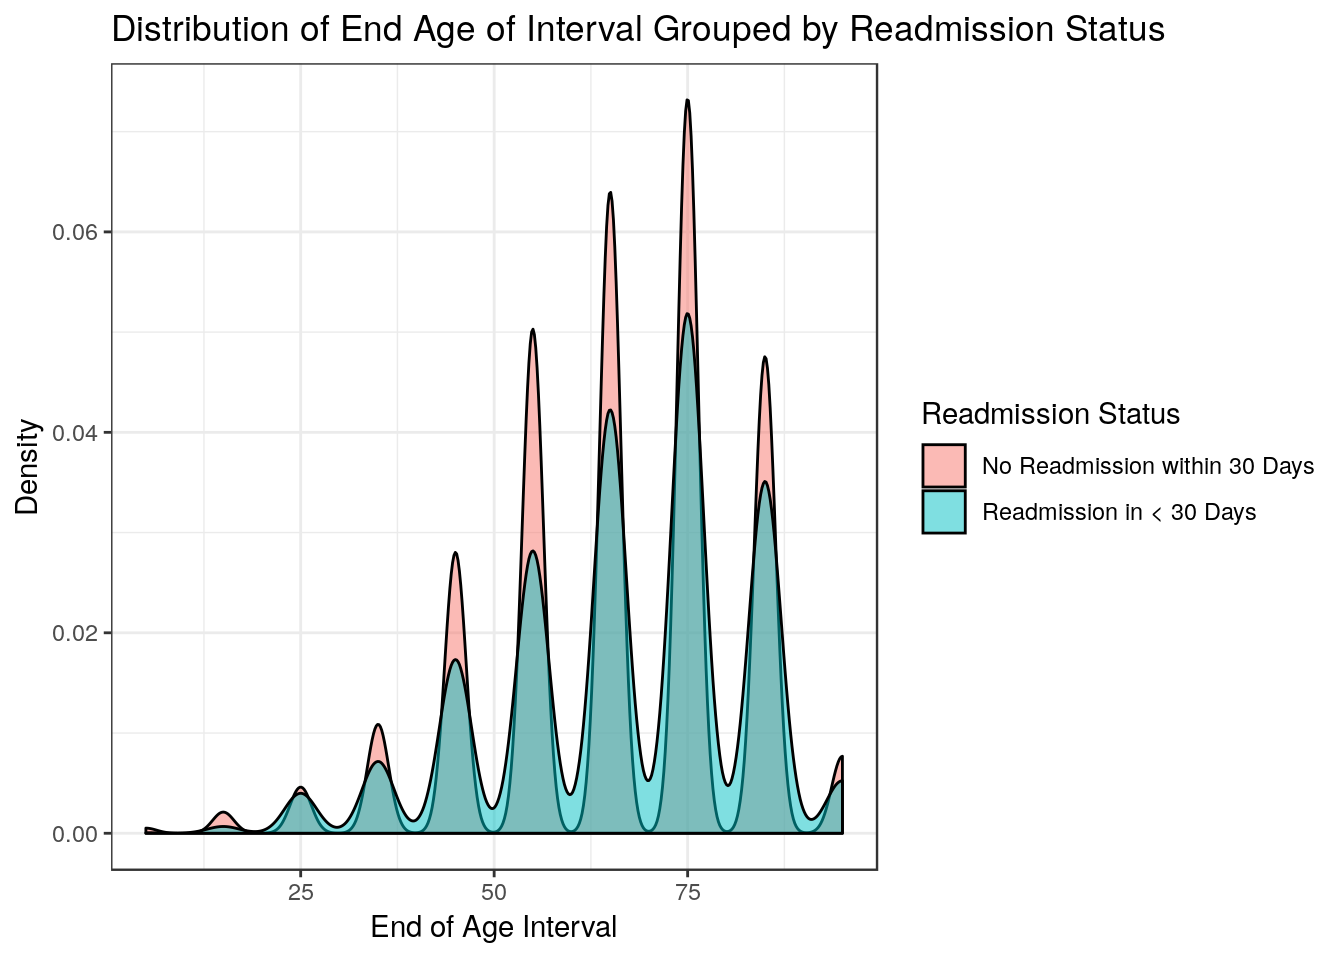 Distribution of End Age of Interval Grouped by Readmission Status
0.06
0.04
0.02
0.00
Density
25 50 75
End of Age Interval
Readmission Status
No Readmission within 30 Days
Readmission in < 30 Days